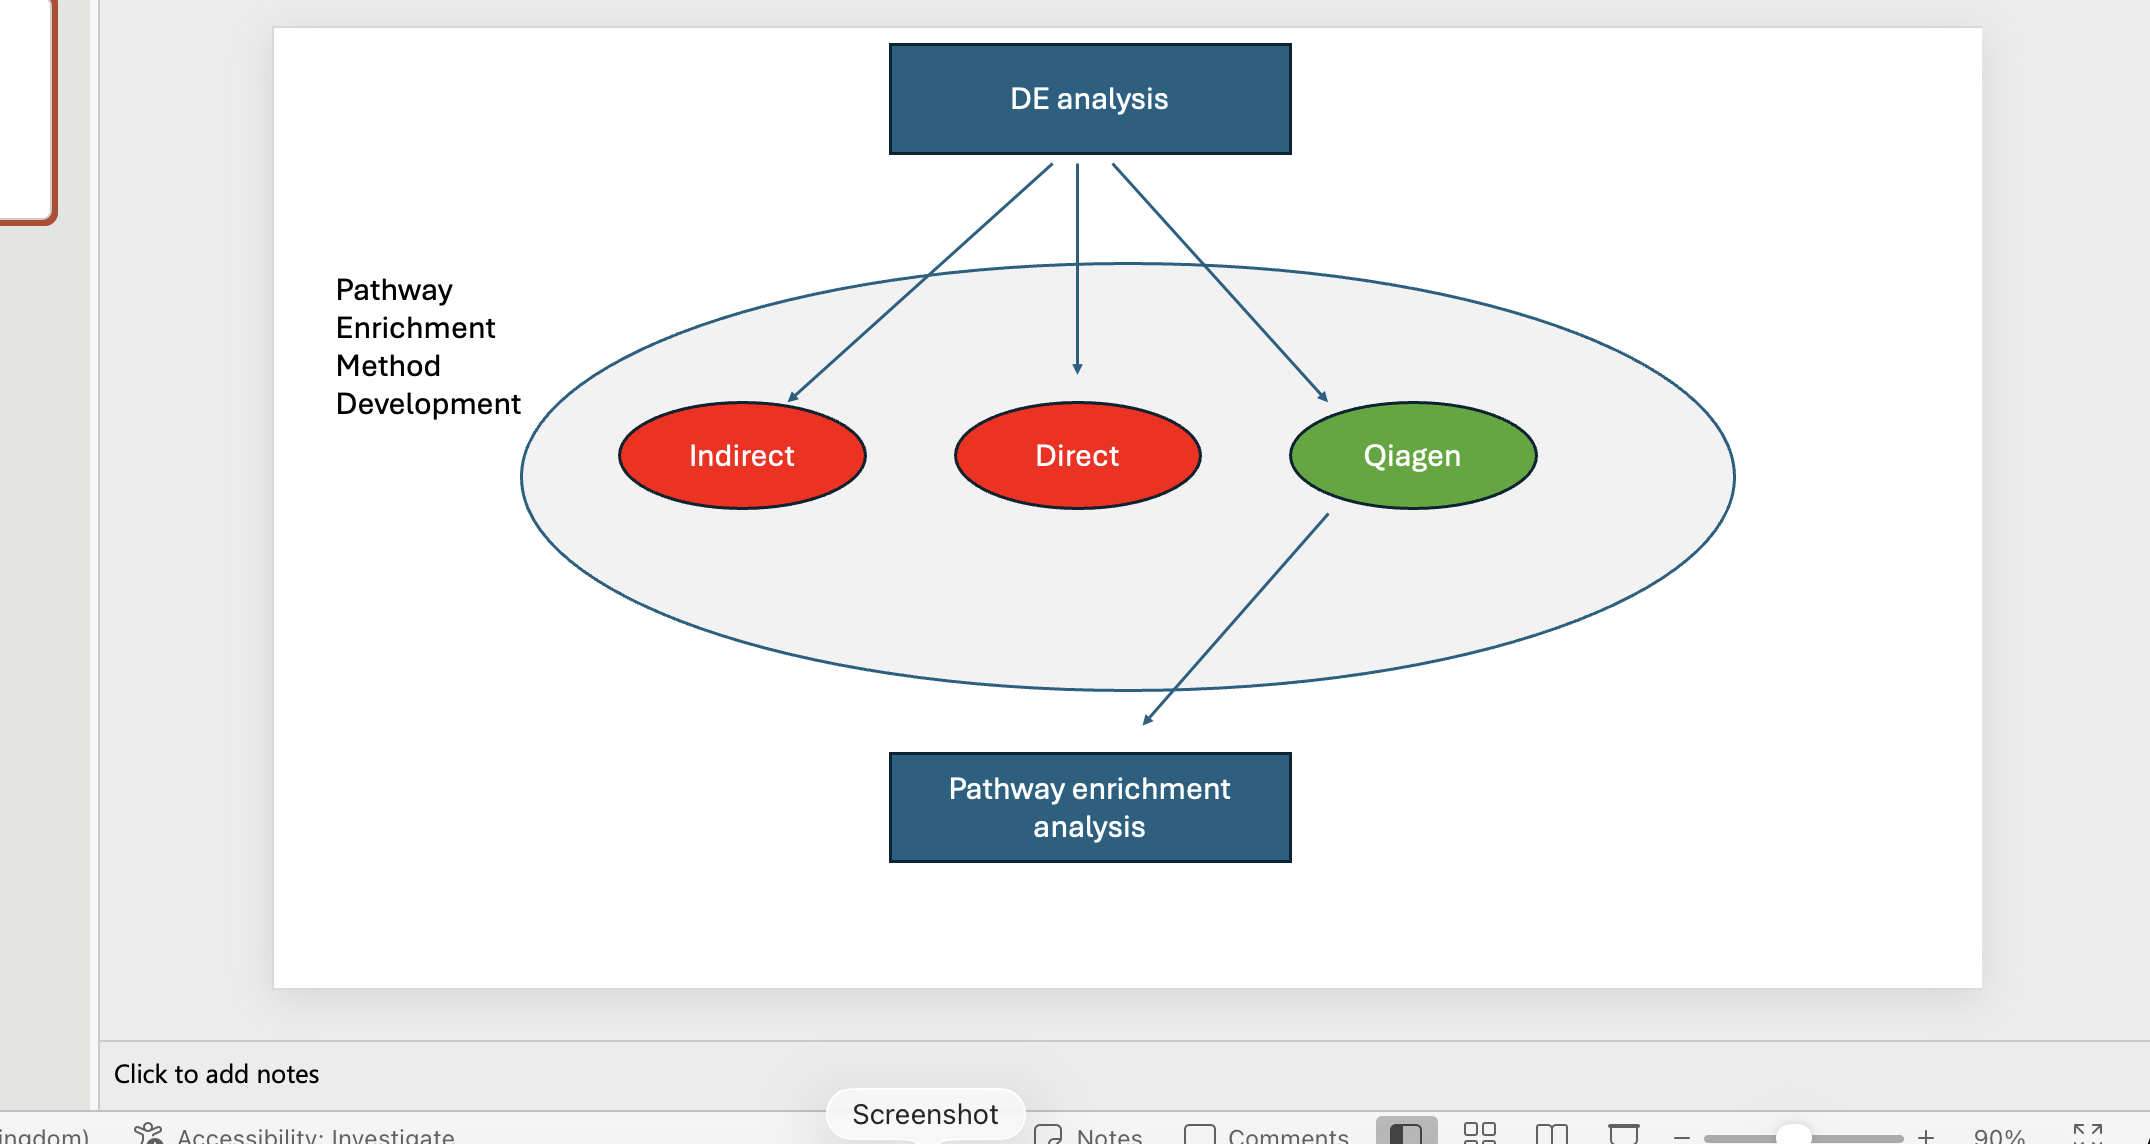 DE analysis
Pathway
Enrichment
Method
Development
Indirect
Direct
Qiagen
Pathway enrichment
analysis
Click to add notes
Screenshot
ingdom)
Accessibility: Investigate
Notes
Comments
90%